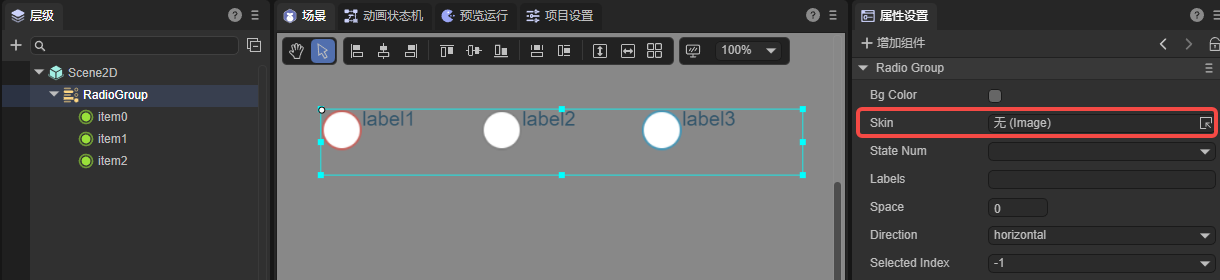 层级
Scene2D
RadioGroup
item0
item1
item2
场景
动画状态机
预览运行
项目设置
100%
label1
label2
label3
属性设置
增加组件
Radio Group
Bg Color
Skin
无 (Image)
State Num
Labels
Space
0
Direction
horizontal
Selected Index
-1